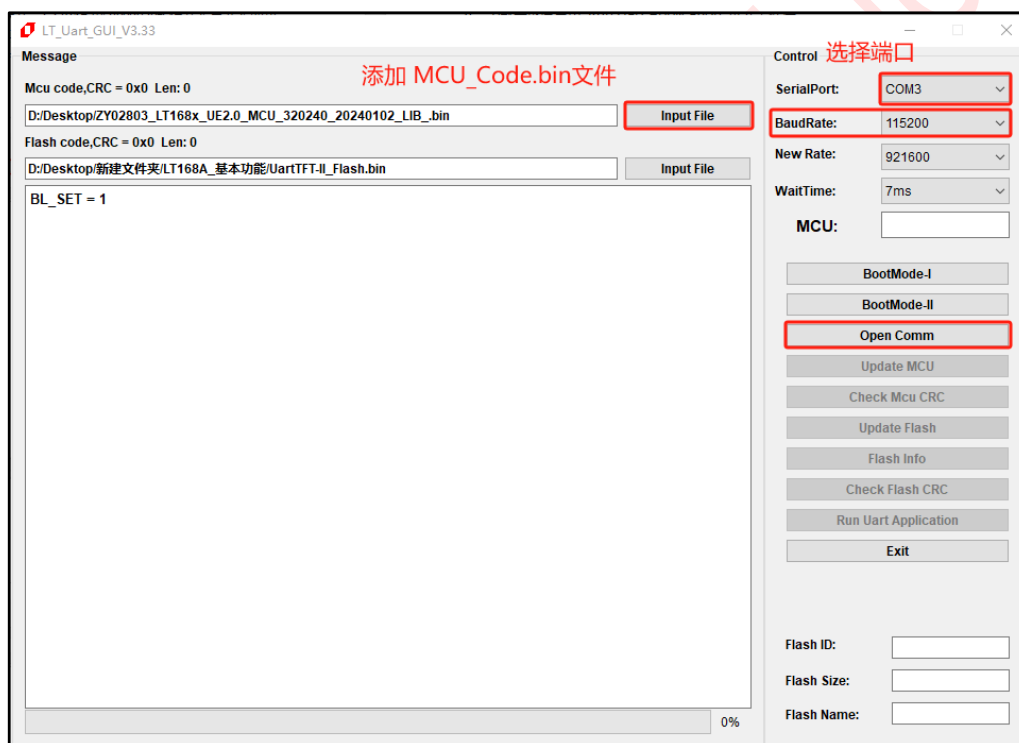 LT_Uart_GUI_V3.33
Message
添加 MCU_Code.bin文件
Mcu code,CRC = 0x0 Len: 0
D:/Desktop/ZY02803_LT168x_UE2.0_MCU_320240_20240102_LIB_.bin
Input File
Flash code,CRC = 0x0 Len: 0
D:/Desktop/新建文件夹/LT168A_基本功能/UartTFT-II_Flash.bin
Input File
BL_SET = 1
0%
Control 选择端口
SerialPort: COM3
BaudRate: 115200
New Rate: 921600
WaitTime: 7ms
MCU:
BootMode-I
BootMode-II
Open Comm
Update MCU
Check Mcu CRC
Update Flash
Flash Info
Check Flash CRC
Run Uart Application
Exit
Flash ID:
Flash Size:
Flash Name: